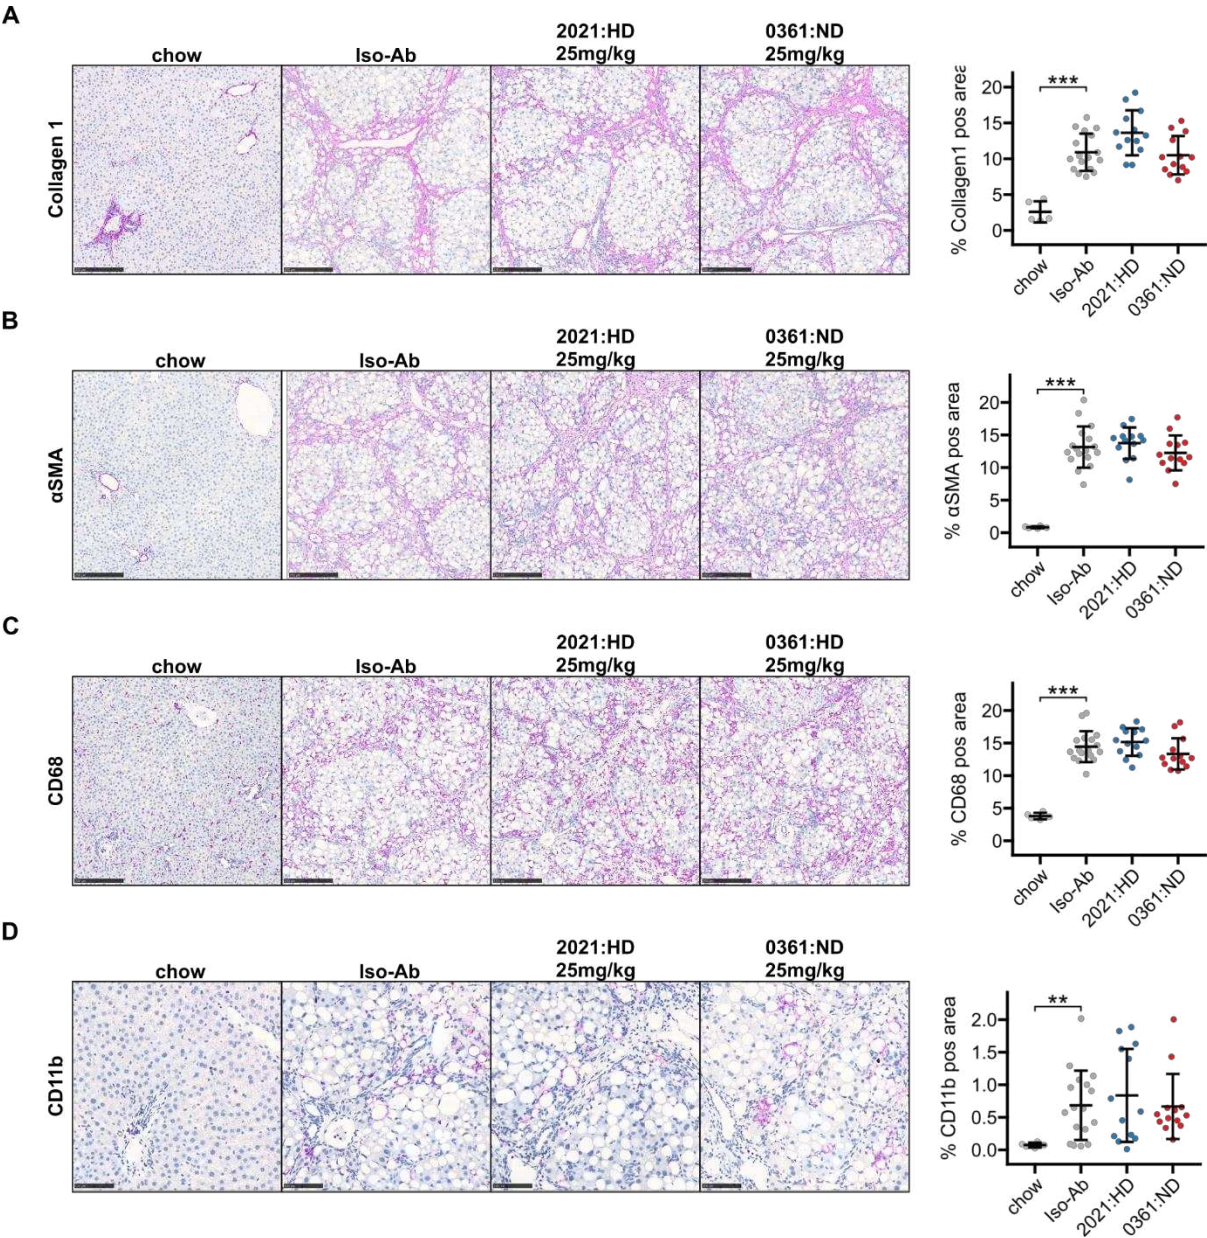 A
chow
Iso-Ab
2021:HD
25mg/kg
0361:ND
25mg/kg
Collagen 1
% Collagen1 pos area
20
15
10
5
0
***
chow
Iso-Ab
2021:HD
0361:ND
B
chow
Iso-Ab
2021:HD
25mg/kg
0361:ND
25mg/kg
αSMA
% αSMA pos area
20
15
10
5
0
***
chow
Iso-Ab
2021:HD
0361:ND
C
chow
Iso-Ab
2021:HD
25mg/kg
0361:HD
25mg/kg
CD68
% CD68 pos area
20
15
10
5
0
***
chow
Iso-Ab
2021:HD
0361:ND
D
chow
Iso-Ab
2021:HD
25mg/kg
0361:ND
25mg/kg
CD11b
% CD11b pos area
2.0
1.5
1.0
0.5
0.0
**
chow
Iso-Ab
2021:HD
0361:ND